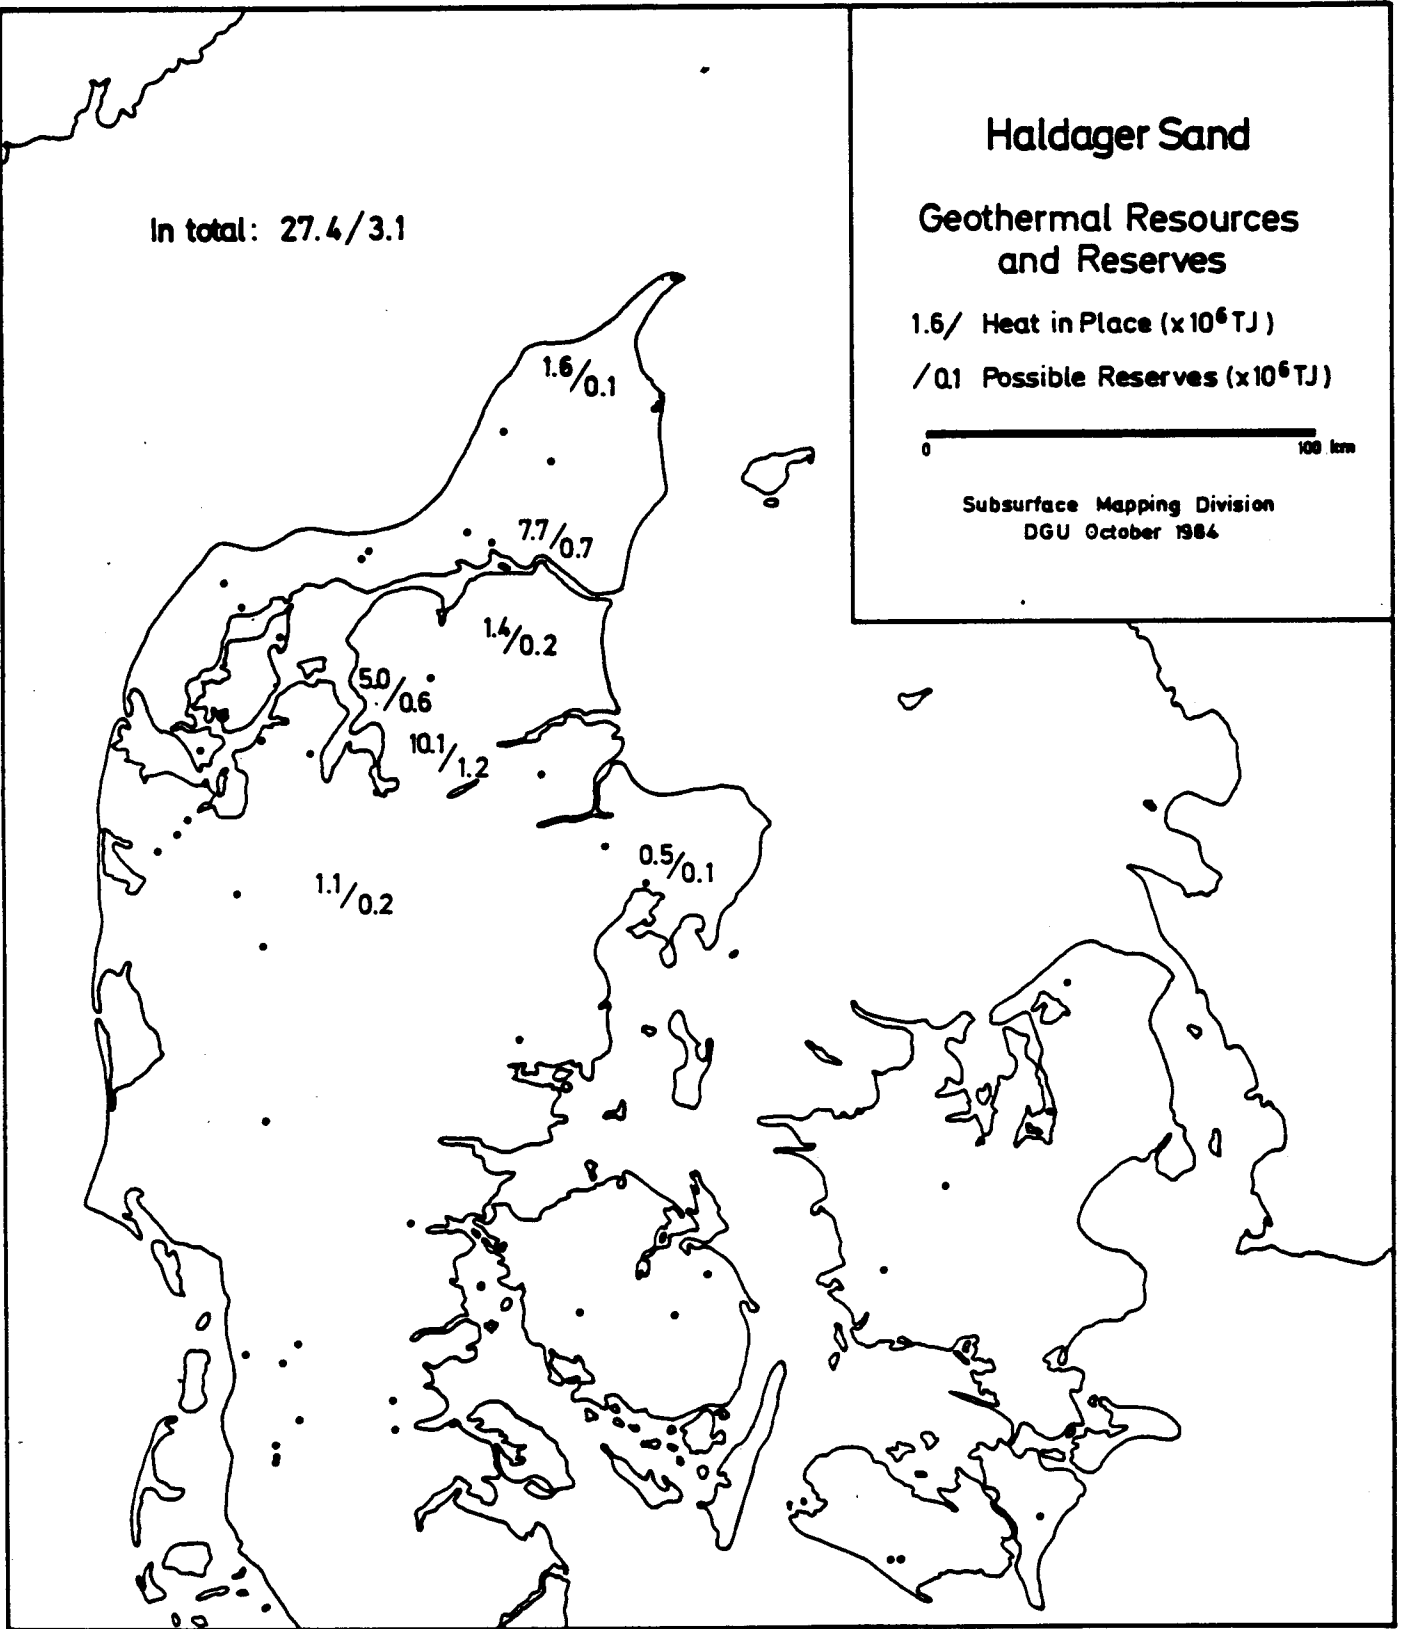 Haldager Sand
Geothermal Resources
and Reserves
1.6/ Heat in Place (x10⁶ TJ)
/0.1 Possible Reserves (x10⁶ TJ)
0 100 km
Subsurface Mapping Division
DGU October 1984
In total: 27.4/3.1
1.6/0.1
7.7/0.7
1.4/0.2
5.0/0.6
10.1/1.2
0.5/0.1
1.1/0.2